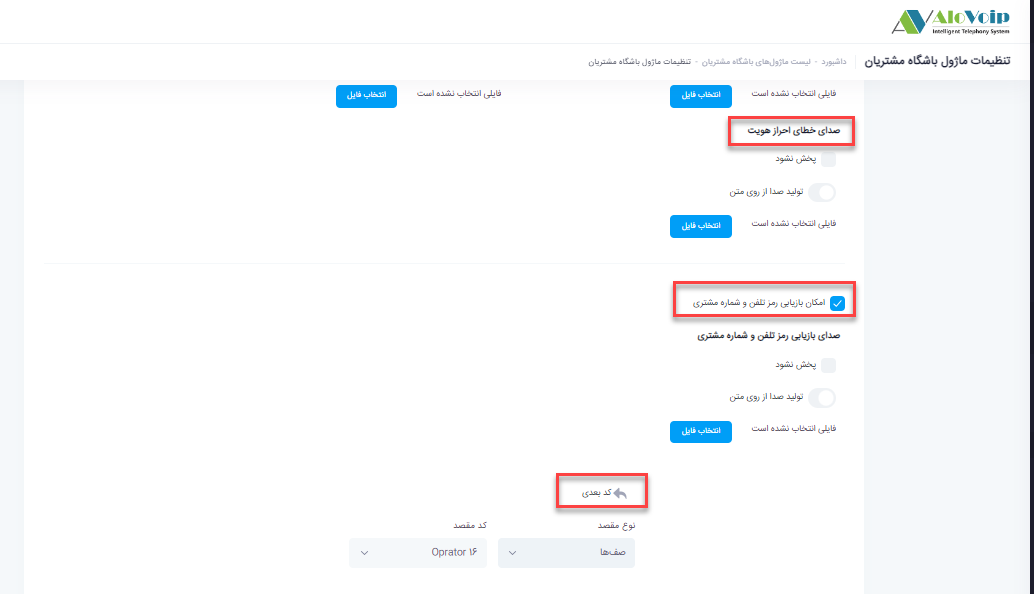 AloVoip
Intelligent Telephony System
تنظیمات ماژول باشگاه مشتریان
داشبورد - لیست ماژول‌های باشگاه مشتریان - تنظیمات ماژول باشگاه مشتریان
فایلی انتخاب نشده است انتخاب فایل فایلی انتخاب نشده است انتخاب فایل
صدای خطای احراز هویت
پخش نشود
تولید صدا از روی متن
فایلی انتخاب نشده است انتخاب فایل
امکان بازیابی رمز تلفن و شماره مشتری
صدای بازیابی رمز تلفن و شماره مشتری
پخش نشود
تولید صدا از روی متن
فایلی انتخاب نشده است انتخاب فایل
کد بعدی
نوع مقصد کد مقصد
صف‌ها Oprator ۱۶